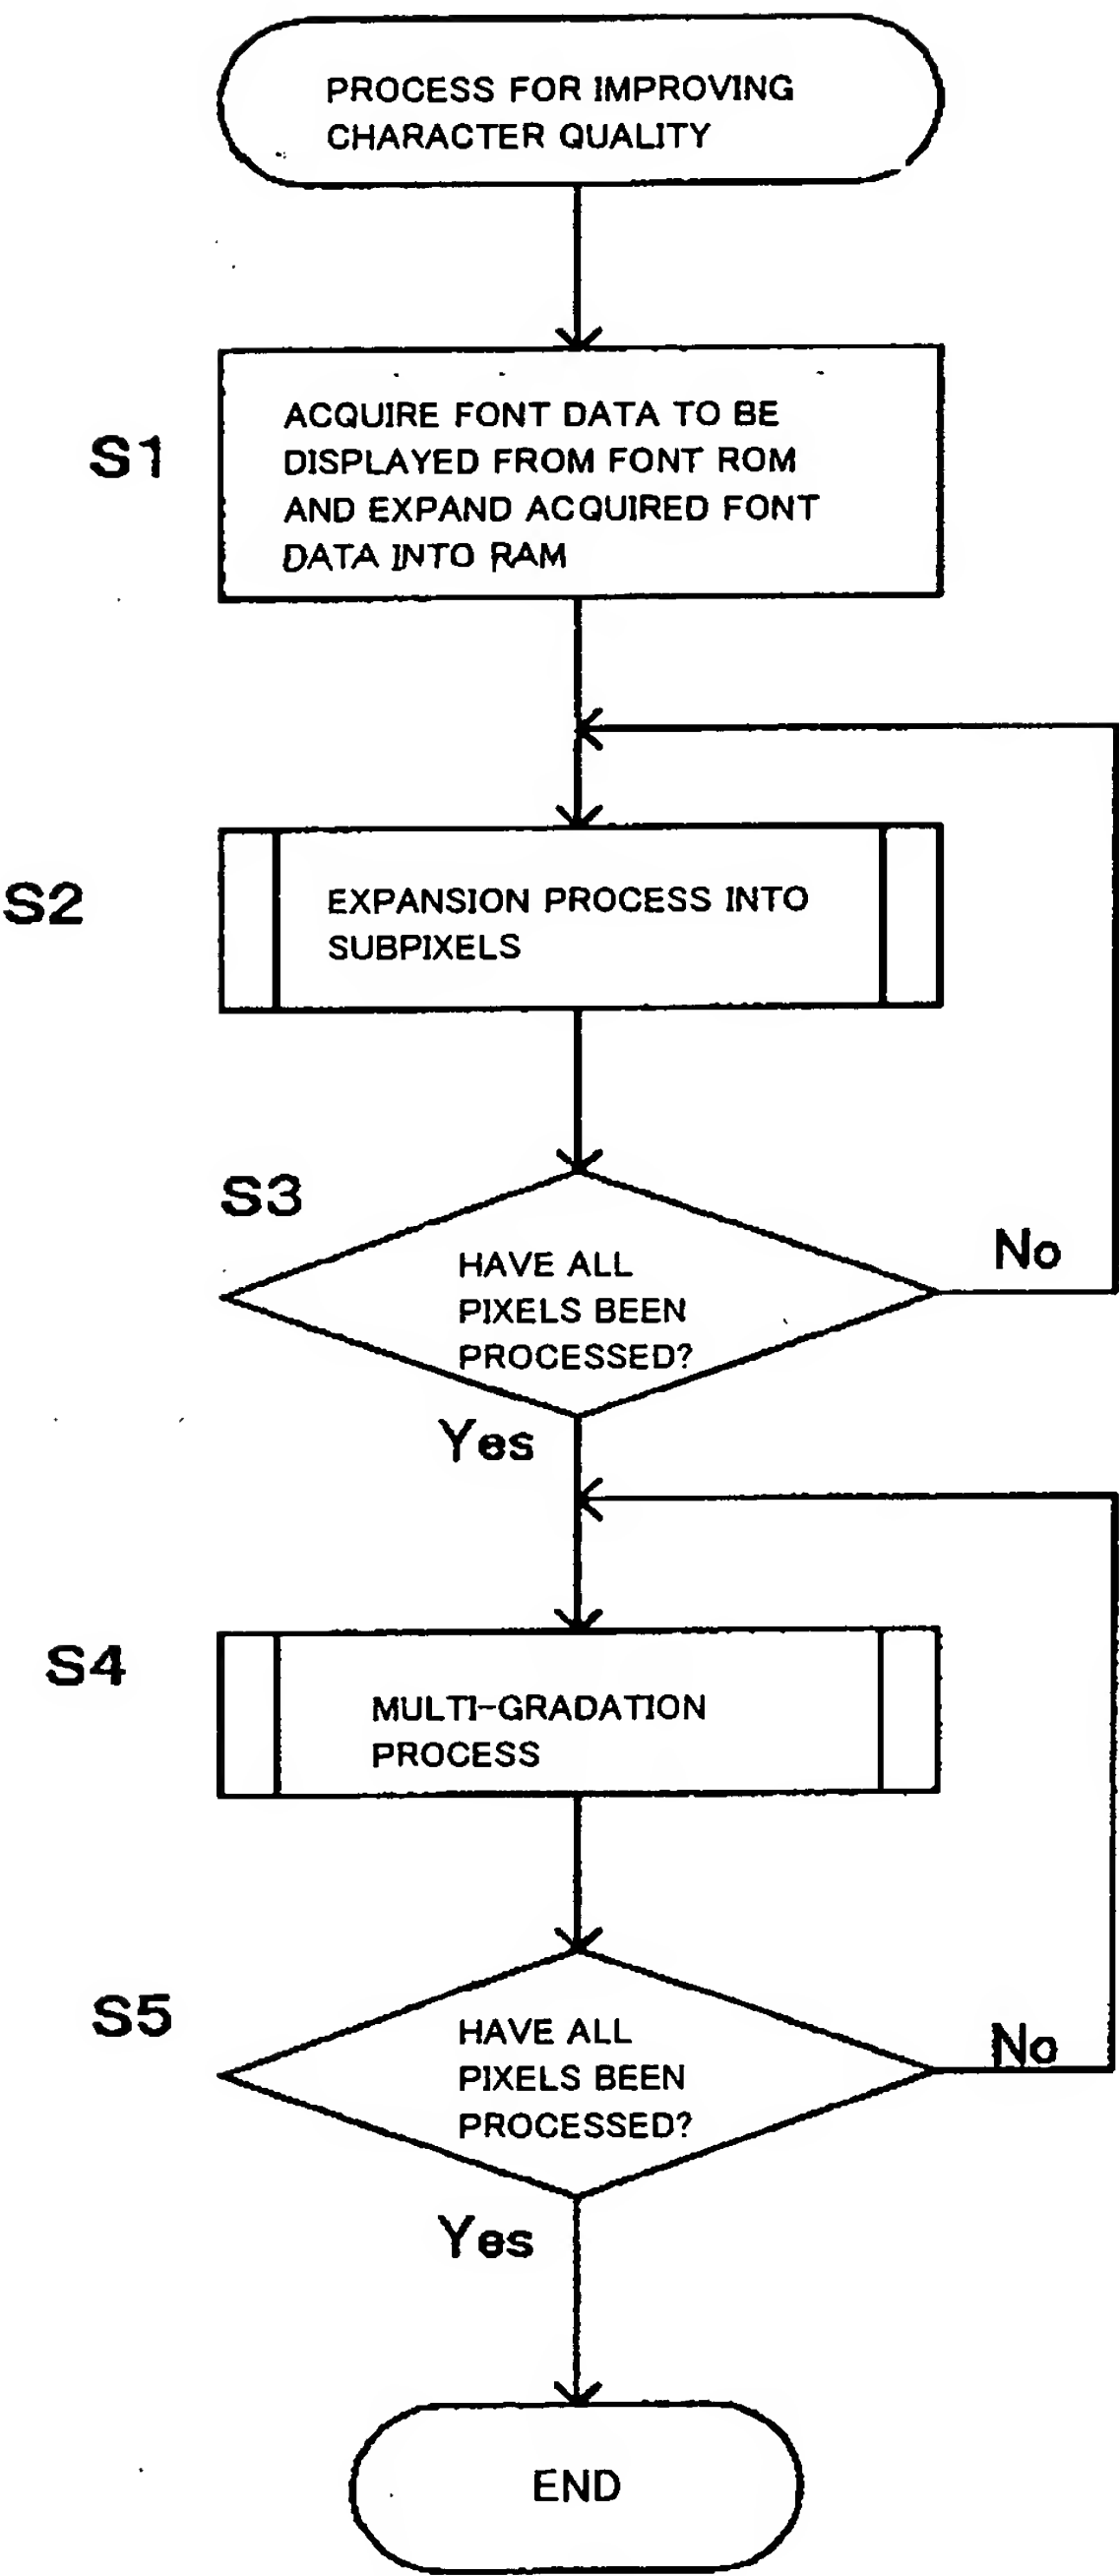 PROCESS FOR IMPROVING
CHARACTER QUALITY
S1
ACQUIRE FONT DATA TO BE
DISPLAYED FROM FONT ROM
AND EXPAND ACQUIRED FONT
DATA INTO RAM
S2
EXPANSION PROCESS INTO
SUBPIXELS
S3
HAVE ALL
PIXELS BEEN
PROCESSED?
No
Yes
S4
MULTI-GRADATION
PROCESS
S5
HAVE ALL
PIXELS BEEN
PROCESSED?
No
Yes
END